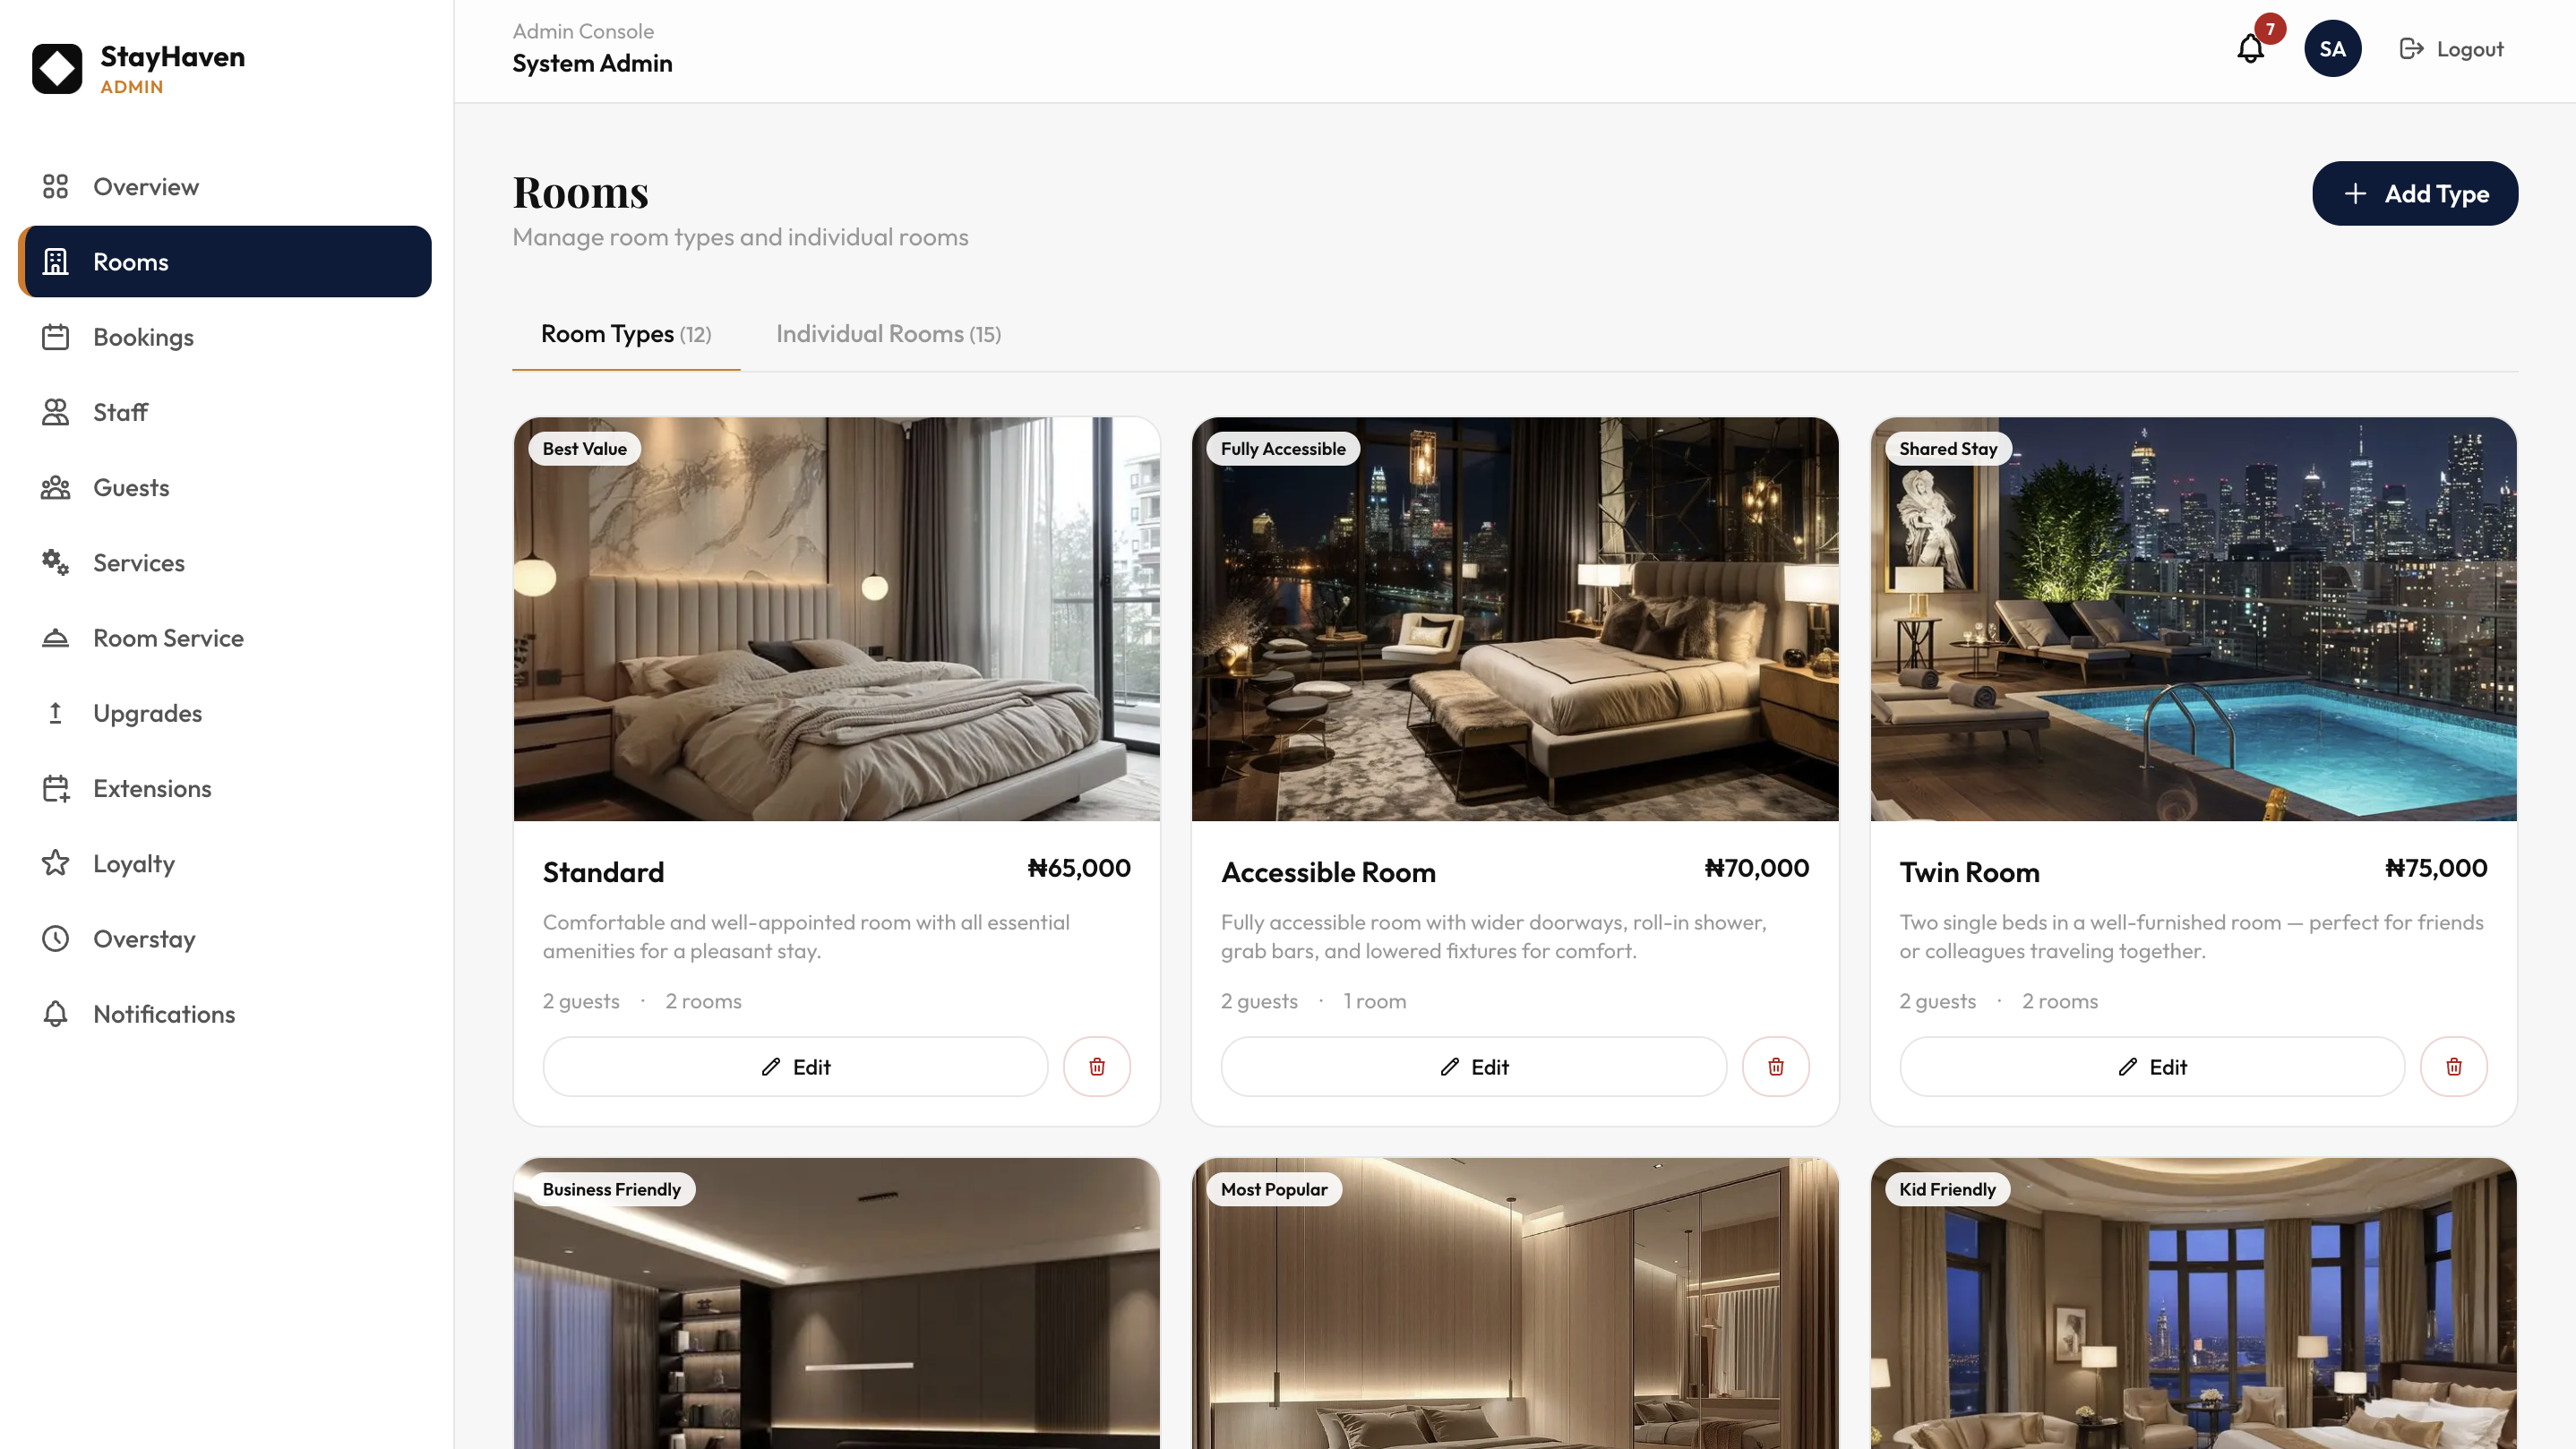 StayHaven
ADMIN
Overview
Rooms
Bookings
Staff
Guests
Services
Room Service
Upgrades
Extensions
Loyalty
Overstay
Notifications
Admin Console
System Admin
7
SA
Logout
Rooms
Manage room types and individual rooms
Add Type
Room Types (12)
Individual Rooms (15)
Best Value
Standard
₦65,000
Comfortable and well-appointed room with all essential
amenities for a pleasant stay.
2 guests · 2 rooms
Edit
Fully Accessible
Accessible Room
₦70,000
Fully accessible room with wider doorways, roll-in shower,
grab bars, and lowered fixtures for comfort.
2 guests · 1 room
Edit
Shared Stay
Twin Room
₦75,000
Two single beds in a well-furnished room — perfect for friends
or colleagues traveling together.
2 guests · 2 rooms
Edit
Business Friendly
Most Popular
Kid Friendly